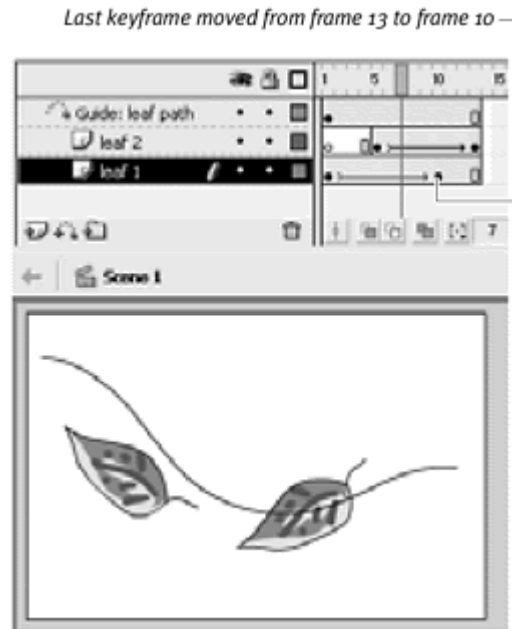 Last keyframe moved from frame 13 to frame 10
1 5 10 15
Guide: leaf path
leaf 2
leaf 1
7
Scene 1